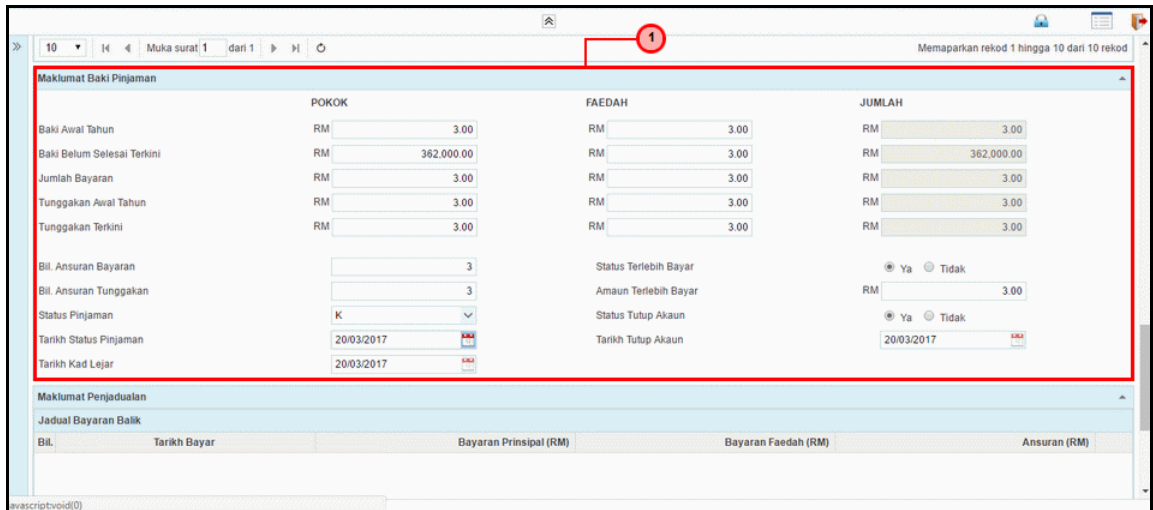 1
10 Muka surat 1 dari 1 Memaparkan rekod 1 hingga 10 dari 10 rekod
Maklumat Baki Pinjaman
POKOK FAEDAH JUMLAH
Baki Awal Tahun RM 3.00 RM 3.00 RM 3.00
Baki Belum Selesai Terkini RM 362,000.00 RM 3.00 RM 362,000.00
Jumlah Bayaran RM 3.00 RM 3.00 RM 3.00
Tunggakan Awal Tahun RM 3.00 RM 3.00 RM 3.00
Tunggakan Terkini RM 3.00 RM 3.00 RM 3.00
Bil. Ansuran Bayaran 3 Status Terlebih Bayar Ya Tidak
Bil. Ansuran Tunggakan 3 Amaun Terlebih Bayar RM 3.00
Status Pinjaman K Status Tutup Akaun Ya Tidak
Tarikh Status Pinjaman 20/03/2017 Tarikh Tutup Akaun 20/03/2017
Tarikh Kad Lejar 20/03/2017
Maklumat Penjadualan
Jadual Bayaran Balik
Bil. Tarikh Bayar Bayaran Prinsipal (RM) Bayaran Faedah (RM) Ansuran (RM)
avascript:void(0)